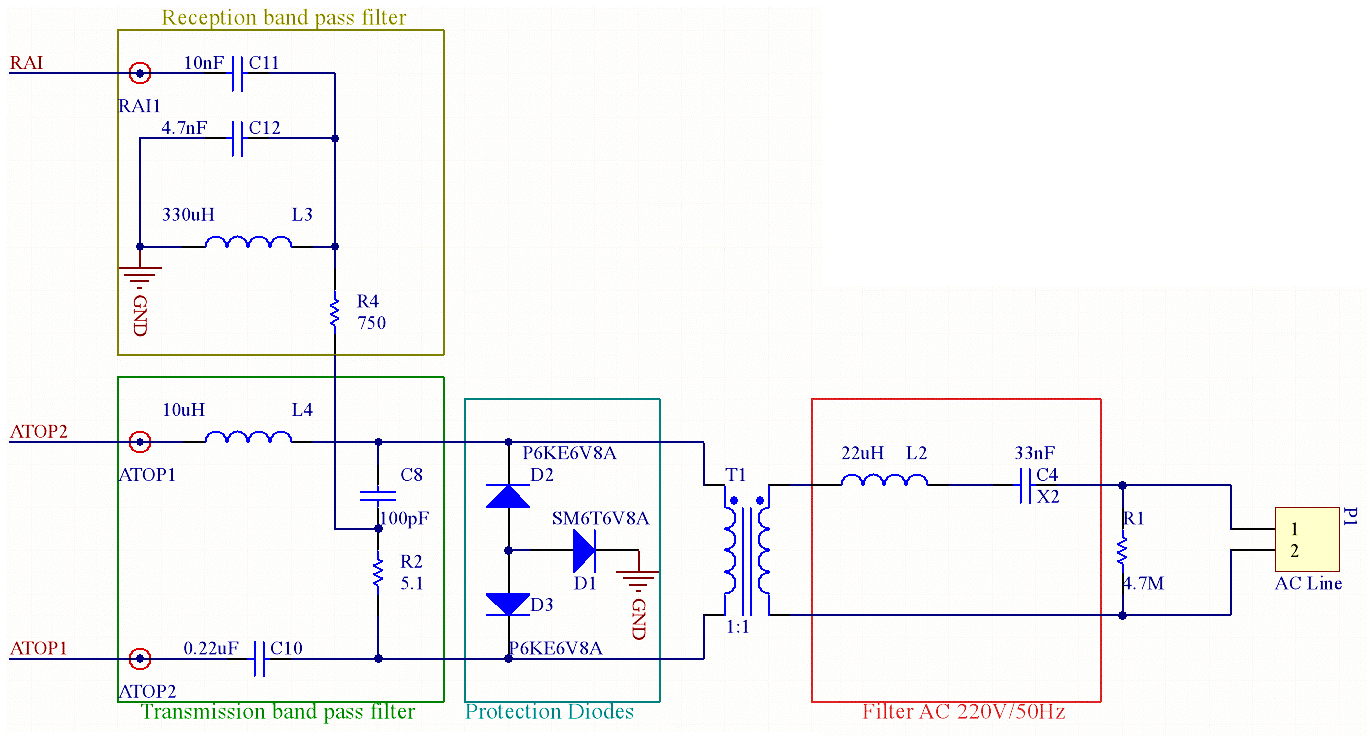 Reception band pass filter
RAI
10nF C11
RAI1
4.7nF C12
330uH L3
GND
R4
750
10uH L4
ATOP2
ATOP1
C8
100pF
R2
5.1
ATOP1
0.22uF C10
ATOP2
Transmission band pass filter
P6KE6V8A
D2
SM6T6V8A
D1
D3
GND
P6KE6V8A
Protection Diodes
T1
1:1
22uH L2
33nF
C4
X2
R1
4.7M
Filter AC 220V/50Hz
P1
1
2
AC Line